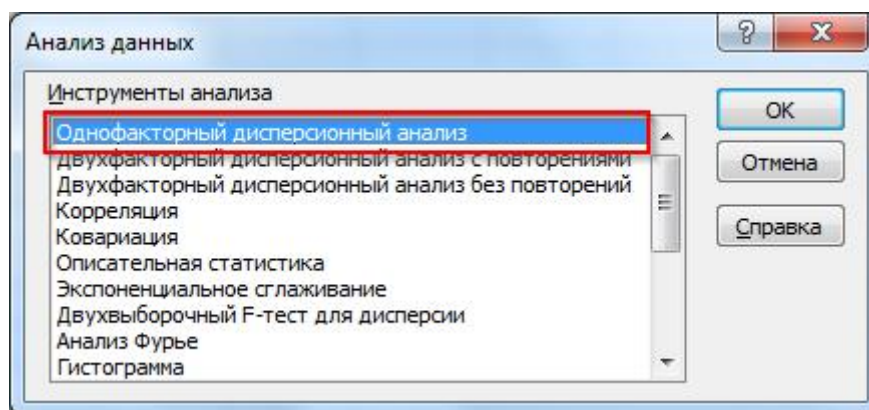 Анализ данных
Инструменты анализа
Однофакторный дисперсионный анализ
Двухфакторный дисперсионный анализ с повторениями
Двухфакторный дисперсионный анализ без повторений
Корреляция
Ковариация
Описательная статистика
Экспоненциальное сглаживание
Двухвыборочный F-тест для дисперсии
Анализ Фурье
Гистограмма
ОК
Отмена
Справка